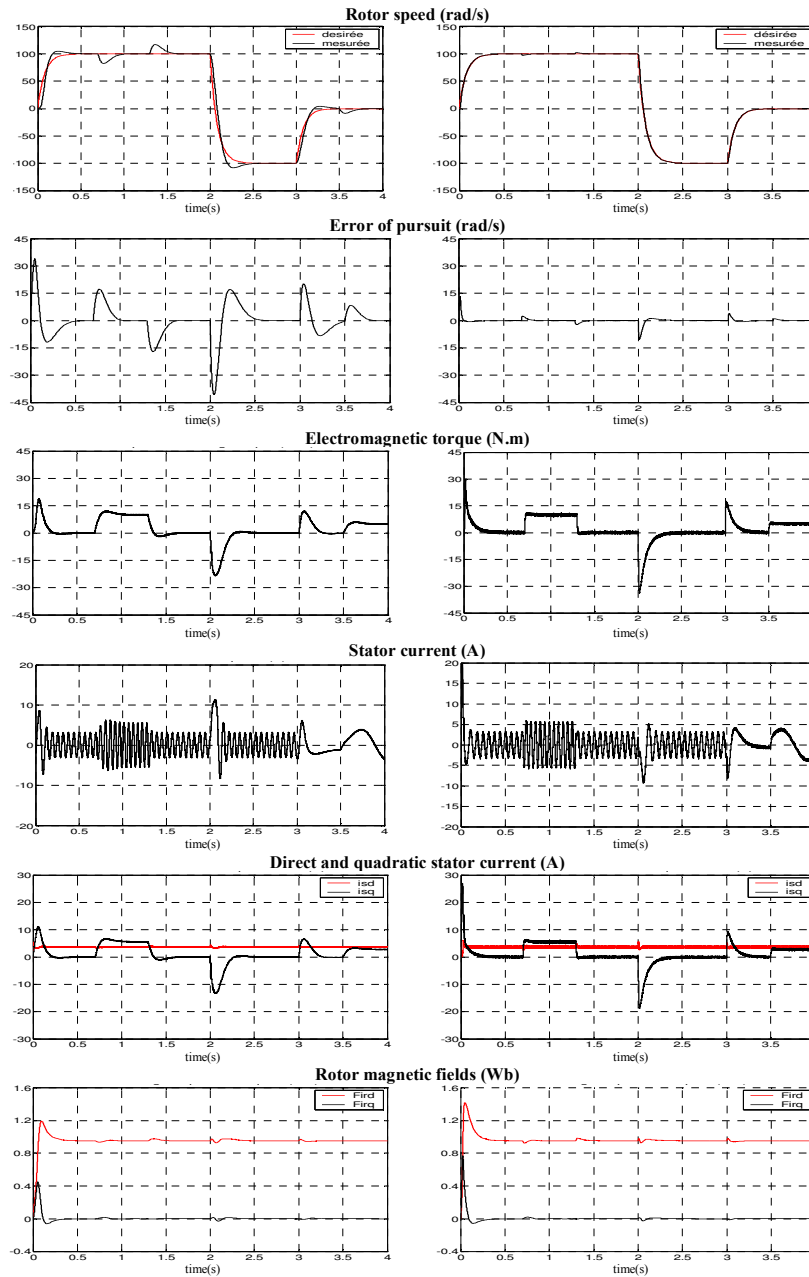 Rotor speed (rad/s)
150 100 50 0 -50 -100 -150
désirée
mesurée
0 0.5 1 1.5 2 2.5 3 3.5 4
time(s)
150 100 50 0 -50 -100 -150
désirée
mesurée
0 0.5 1 1.5 2 2.5 3 3.5
time(s)
Error of pursuit (rad/s)
45 30 15 0 -15 -30 -45
0 0.5 1 1.5 2 2.5 3 3.5 4
time(s)
45 30 15 0 -15 -30 -45
0 0.5 1 1.5 2 2.5 3 3.5
time(s)
Electromagnetic torque (N.m)
45 30 15 0 -15 -30 -45
0 0.5 1 1.5 2 2.5 3 3.5 4
time(s)
45 30 15 0 -15 -30 -45
0 0.5 1 1.5 2 2.5 3 3.5
time(s)
Stator current (A)
20 10 0 -10 -20
0 0.5 1 1.5 2 2.5 3 3.5 4
time(s)
20 15 10 5 0 -5 -10 -15 -20
0 0.5 1 1.5 2 2.5 3 3.5
time(s)
Direct and quadratic stator current (A)
30 20 10 0 -10 -20 -30
isd
isq
0 0.5 1 1.5 2 2.5 3 3.5 4
time(s)
30 20 10 0 -10 -20 -30
isd
isq
0 0.5 1 1.5 2 2.5 3 3.5
time(s)
Rotor magnetic fields (Wb)
1.6 1.2 0.8 0.4 0 -0.4
Fird
Firq
0 0.5 1 1.5 2 2.5 3 3.5 4
time(s)
1.6 1.2 0.8 0.4 0 -0.4
Fird
Firq
0 0.5 1 1.5 2 2.5 3 3.5
time(s)